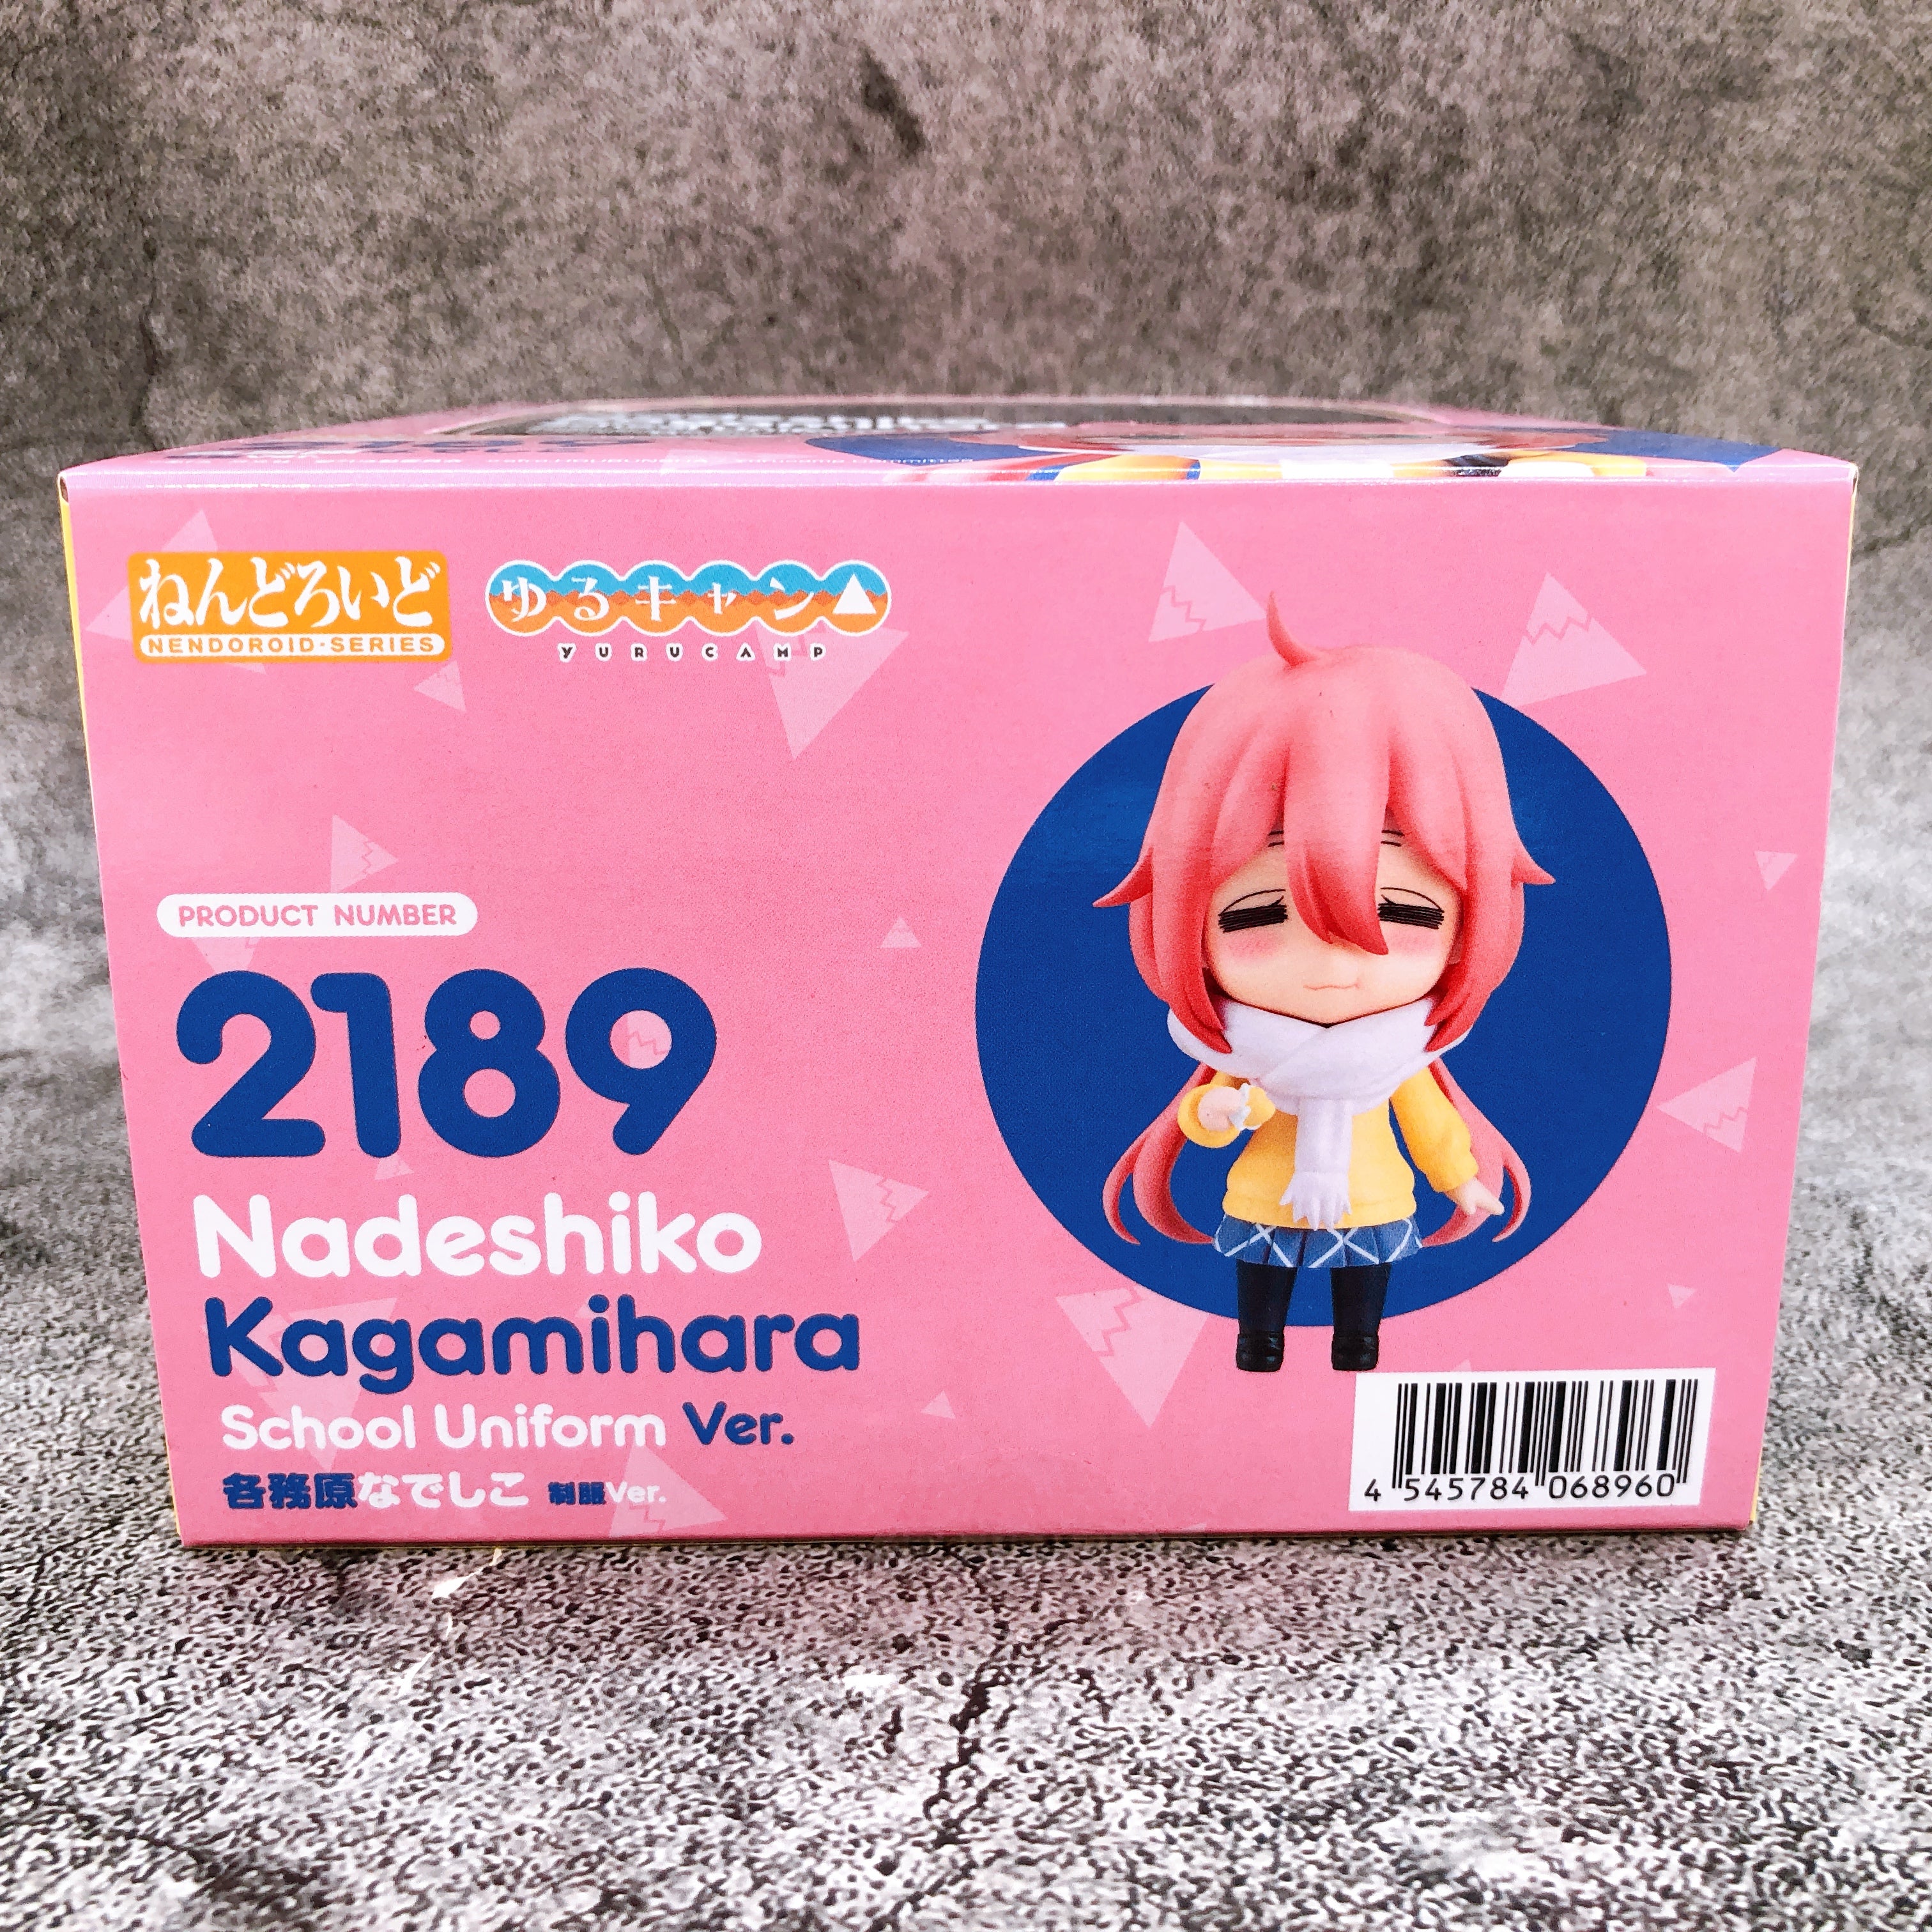 ねんどろいど
NENDOROID·SERIES
ゆるキャン△
YURUCAMP
PRODUCT NUMBER
2189
Nadeshiko
Kagamihara
School Uniform Ver.
各務原なでしこ 制服Ver.
4 545784 068960